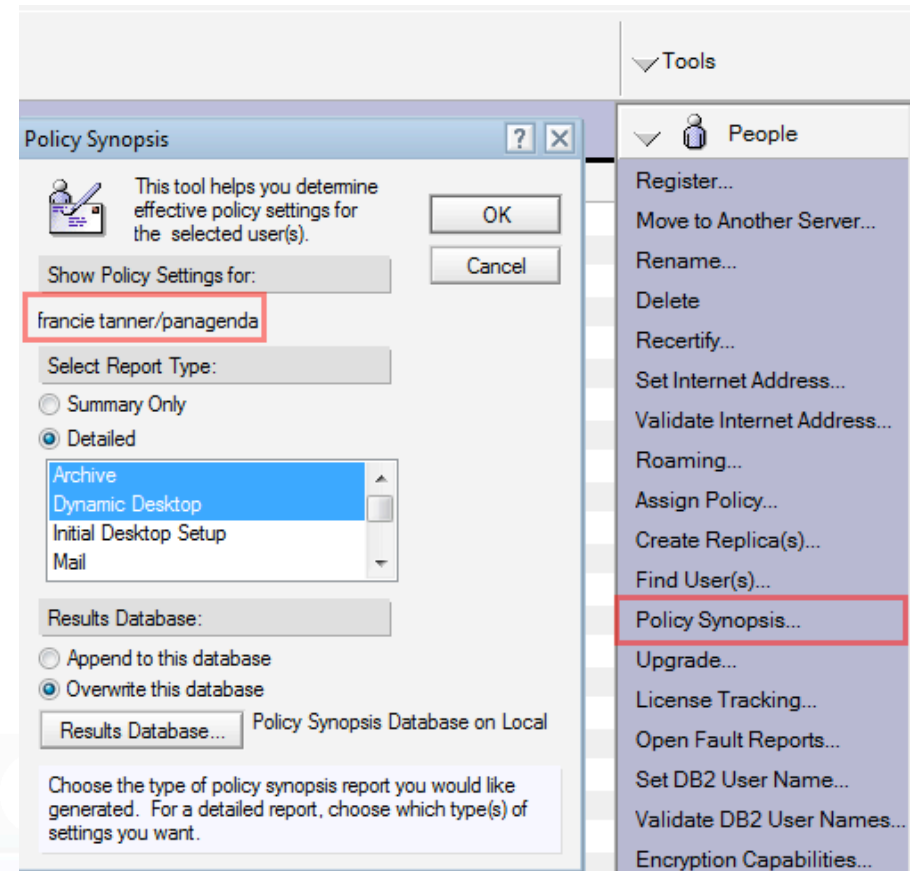 Tools
Policy Synopsis
?
X
This tool helps you determine
effective policy settings for
the selected user(s).
OK
Cancel
Show Policy Settings for:
francie tanner/panagenda
Select Report Type:
Summary Only
Detailed
Archive
Dynamic Desktop
Initial Desktop Setup
Mail
Results Database:
Append to this database
Overwrite this database
Results Database...
Policy Synopsis Database on Local
Choose the type of policy synopsis report you would like
generated. For a detailed report, choose which type(s) of
settings you want.
People
Register...
Move to Another Server...
Rename...
Delete
Recertify...
Set Internet Address...
Validate Internet Address...
Roaming...
Assign Policy...
Create Replica(s)...
Find User(s)...
Policy Synopsis...
Upgrade...
License Tracking...
Open Fault Reports...
Set DB2 User Name...
Validate DB2 User Names...
Encryption Capabilities...